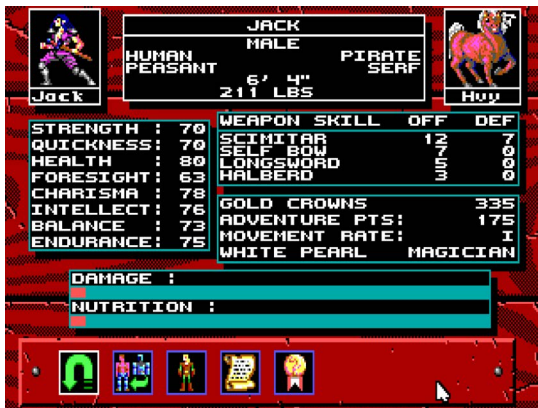 JACK
MALE
HUMAN PIRATE
PEASANT SERF
6' 4"
211 LBS
Jack
Huy
STRENGTH : 70
QUICKNESS: 70
HEALTH : 80
FORESIGHT: 63
CHARISMA : 78
INTELLECT: 76
BALANCE : 73
ENDURANCE: 75
WEAPON SKILL OFF DEF
SCIMITAR 12 7
SELF BOW 7 0
LONGSWORD 5 0
HALBERD 3 0
GOLD CROWNS 335
ADVENTURE PTS: 175
MOVEMENT RATE: I
WHITE PEARL MAGICIAN
DAMAGE :
NUTRITION :